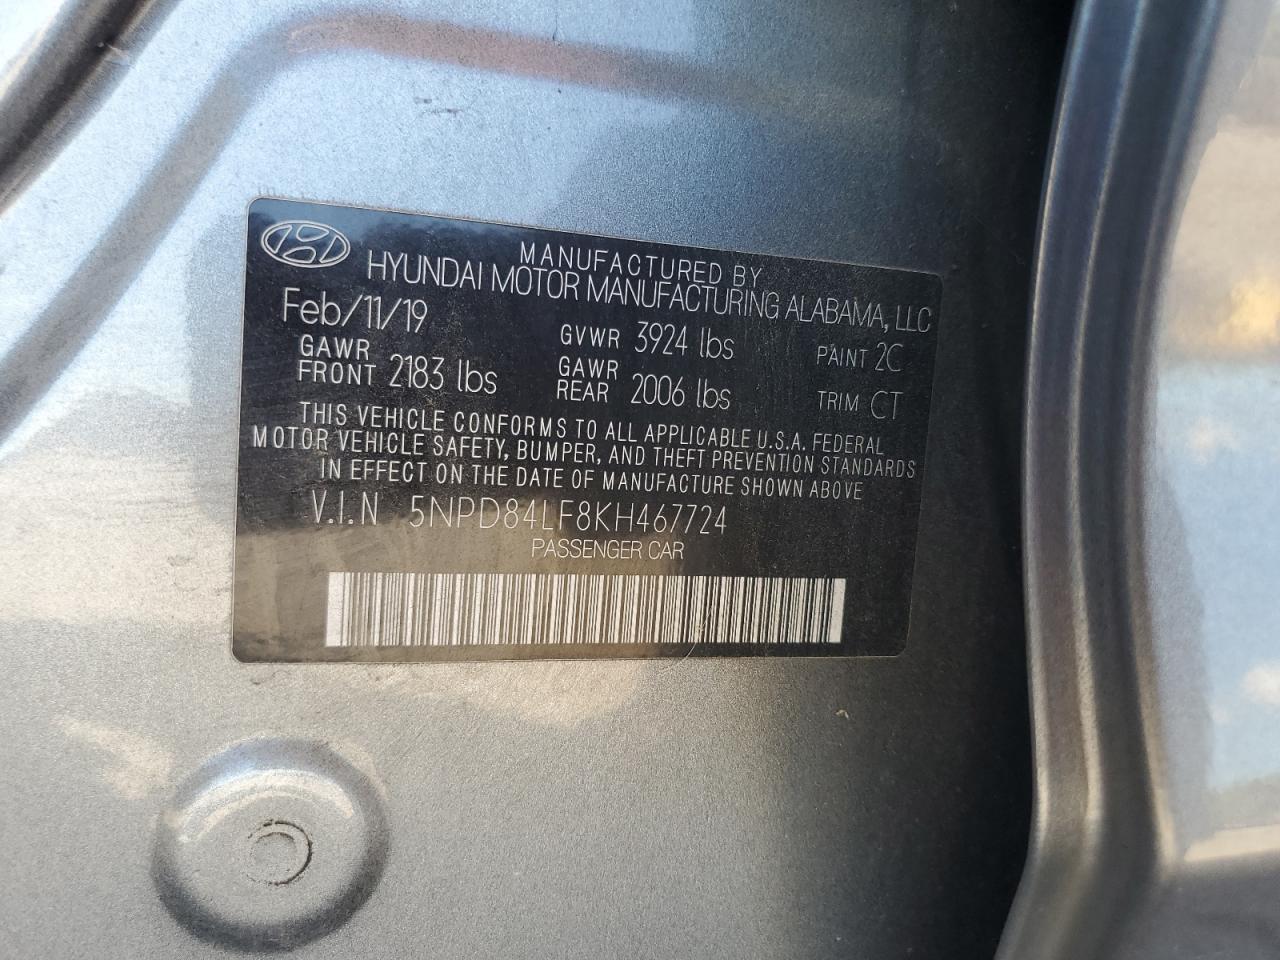 MANUFACTURED BY
HYUNDAI MOTOR MANUFACTURING ALABAMA, LLC
Feb/11/19 GVWR 3924 lbs PAINT 2C
GAWR FRONT 2183 lbs GAWR REAR 2006 lbs TRIM CT
THIS VEHICLE CONFORMS TO ALL APPLICABLE U.S.A. FEDERAL
MOTOR VEHICLE SAFETY, BUMPER, AND THEFT PREVENTION STANDARDS
IN EFFECT ON THE DATE OF MANUFACTURE SHOWN ABOVE
V.I.N 5NPD84LF8KH467724
PASSENGER CAR